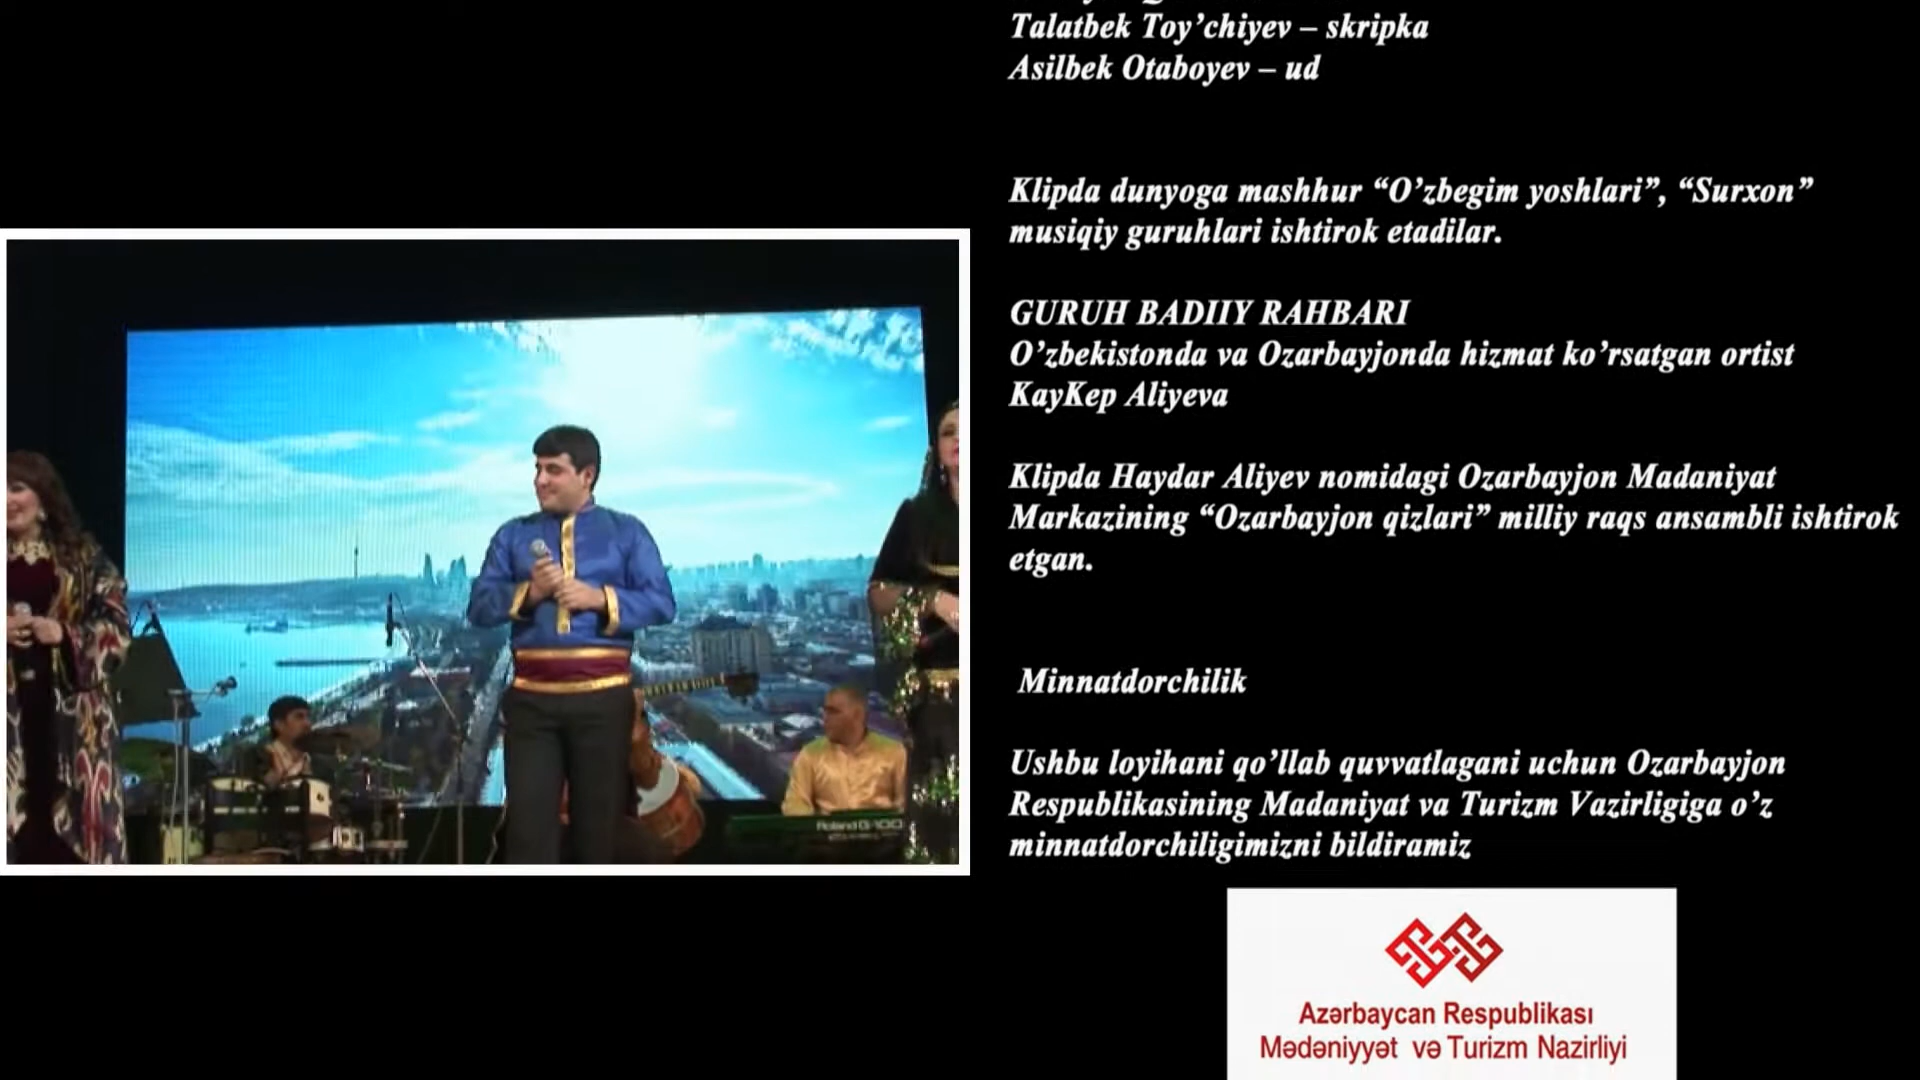 Talatbek Toy’chiyev – skripka
Asilbek Otaboyev – ud
Klipda dunyoga mashhur “O’zbegim yoshlari”, “Surxon”
musiqiy guruhlari ishtirok etadilar.
GURUH BADIIY RAHBARI
O’zbekistonda va Ozarbayjonda hizmat ko’rsatgan ortist
KayKep Aliyeva
Klipda Haydar Aliyev nomidagi Ozarbayjon Madaniyat
Markazining “Ozarbayjon qizlari” milliy raqs ansambli ishtirok
etgan.
Minnatdorchilik
Ushbu loyihani qo’llab quvvatlagani uchun Ozarbayjon
Respublikasining Madaniyat va Turizm Vazirligiga o’z
minnatdorchiligimizni bildiramiz
Azərbaycan Respublikası
Mədəniyyət və Turizm Nazirliyi
Roland G-100